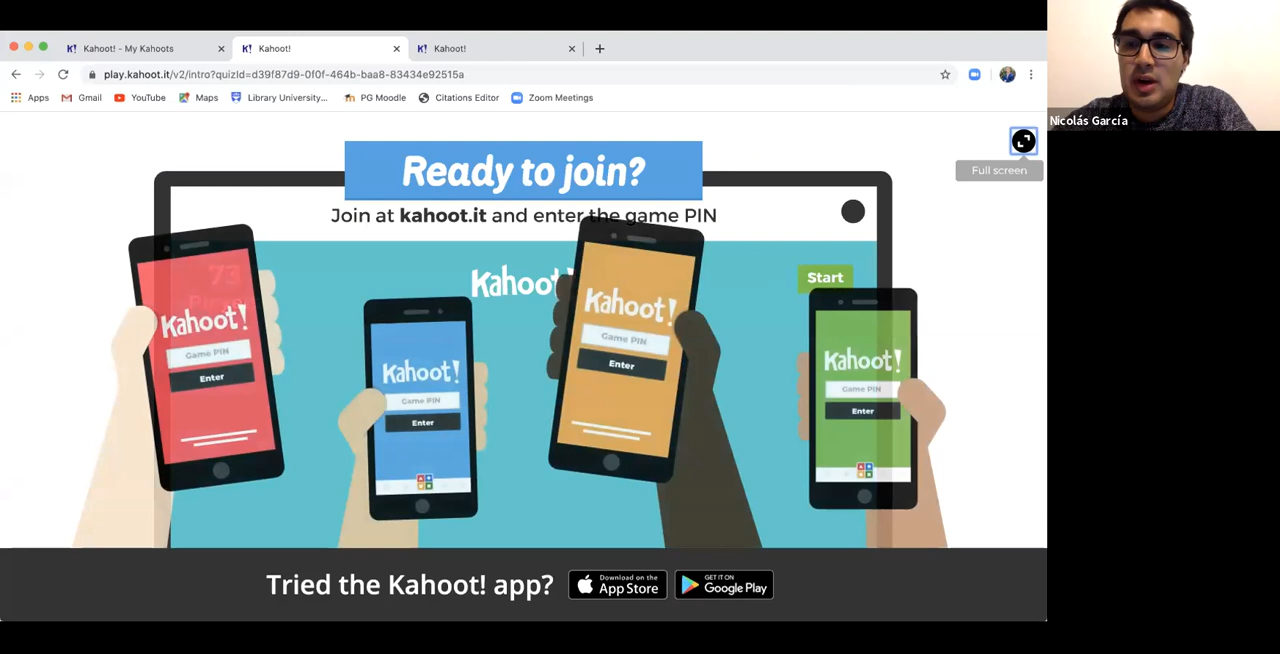 Kahoot! - My Kahoots
Kahoot!
Kahoot!
play.kahoot.it/v2/intro?quizId=d39f87d9-0f0f-464b-baa8-83434e92515a
Apps Gmail YouTube Maps Library University... PG Moodle Citations Editor Zoom Meetings
Nicolás García
Full screen
Ready to join?
Join at kahoot.it and enter the game PIN
73
Kahoot!
Start
Kahoot!
Game PIN
Enter
Kahoot!
Game PIN
Enter
Kahoot!
Game PIN
Enter
Kahoot!
Game PIN
Enter
Tried the Kahoot! app?
Download on the
App Store
GET IT ON
Google Play